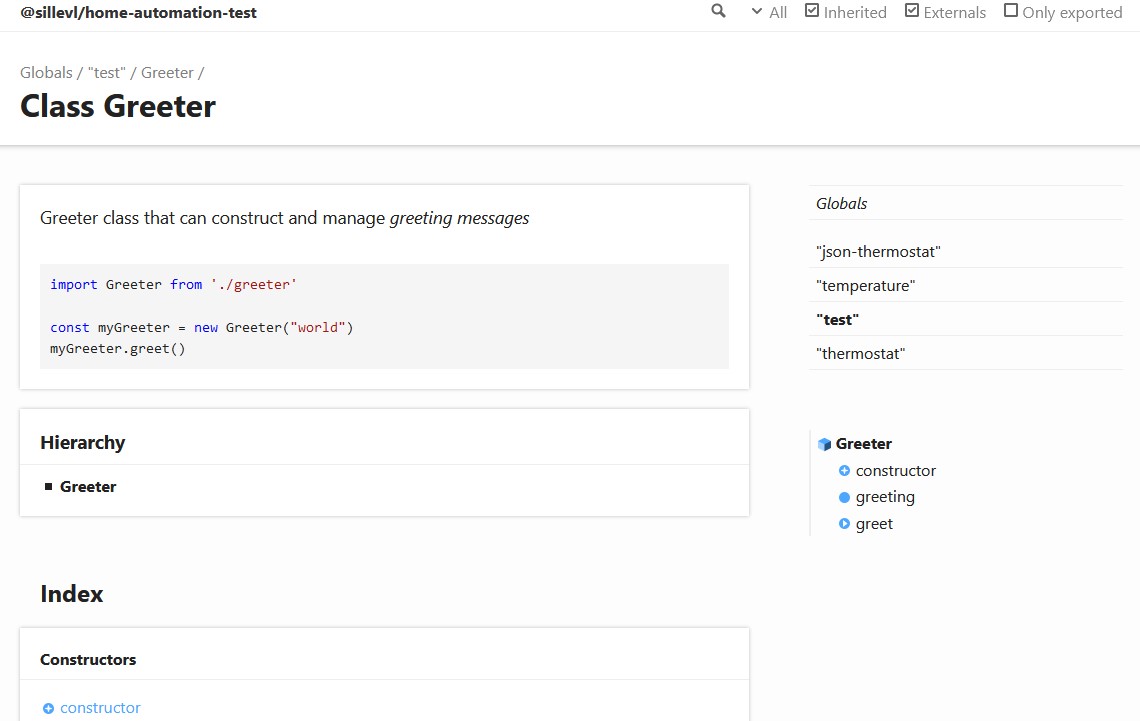 @sillevl/home-automation-test
All Inherited Externals Only exported
Globals / "test" / Greeter /
Class Greeter
Greeter class that can construct and manage greeting messages
import Greeter from './greeter'
const myGreeter = new Greeter("world")
myGreeter.greet()
Hierarchy
Greeter
Index
Constructors
constructor
Globals
"json-thermostat"
"temperature"
"test"
"thermostat"
Greeter
constructor
greeting
greet